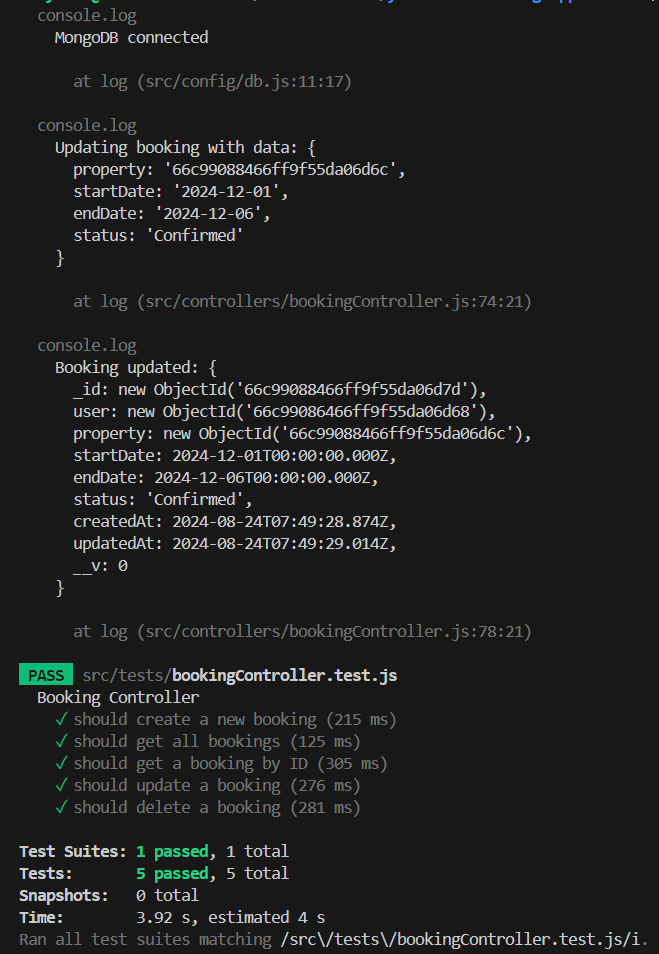 console.log
MongoDB connected
at log (src/config/db.js:11:17)
console.log
Updating booking with data: {
property: '66c99088466ff9f55da06d6c',
startDate: '2024-12-01',
endDate: '2024-12-06',
status: 'Confirmed'
}
at log (src/controllers/bookingController.js:74:21)
console.log
Booking updated: {
_id: new ObjectId('66c99088466ff9f55da06d7d'),
user: new ObjectId('66c99086466ff9f55da06d68'),
property: new ObjectId('66c99088466ff9f55da06d6c'),
startDate: 2024-12-01T00:00:00.000Z,
endDate: 2024-12-06T00:00:00.000Z,
status: 'Confirmed',
createdAt: 2024-08-24T07:49:28.874Z,
updatedAt: 2024-08-24T07:49:29.014Z,
__v: 0
}
at log (src/controllers/bookingController.js:78:21)
PASS src/tests/bookingController.test.js
Booking Controller
✓ should create a new booking (215 ms)
✓ should get all bookings (125 ms)
✓ should get a booking by ID (305 ms)
✓ should update a booking (276 ms)
✓ should delete a booking (281 ms)
Test Suites: 1 passed, 1 total
Tests: 5 passed, 5 total
Snapshots: 0 total
Time: 3.92 s, estimated 4 s
Ran all test suites matching /src\/tests\/bookingController.test.js/i.